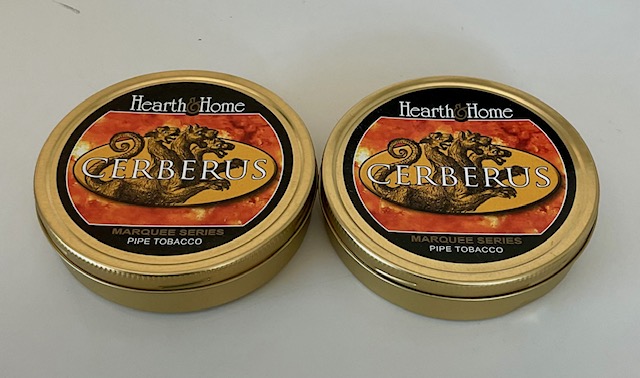 Hearth & Home
CERBERUS
MARQUEE SERIES
PIPE TOBACCO
Hearth & Home
CERBERUS
MARQUEE SERIES
PIPE TOBACCO